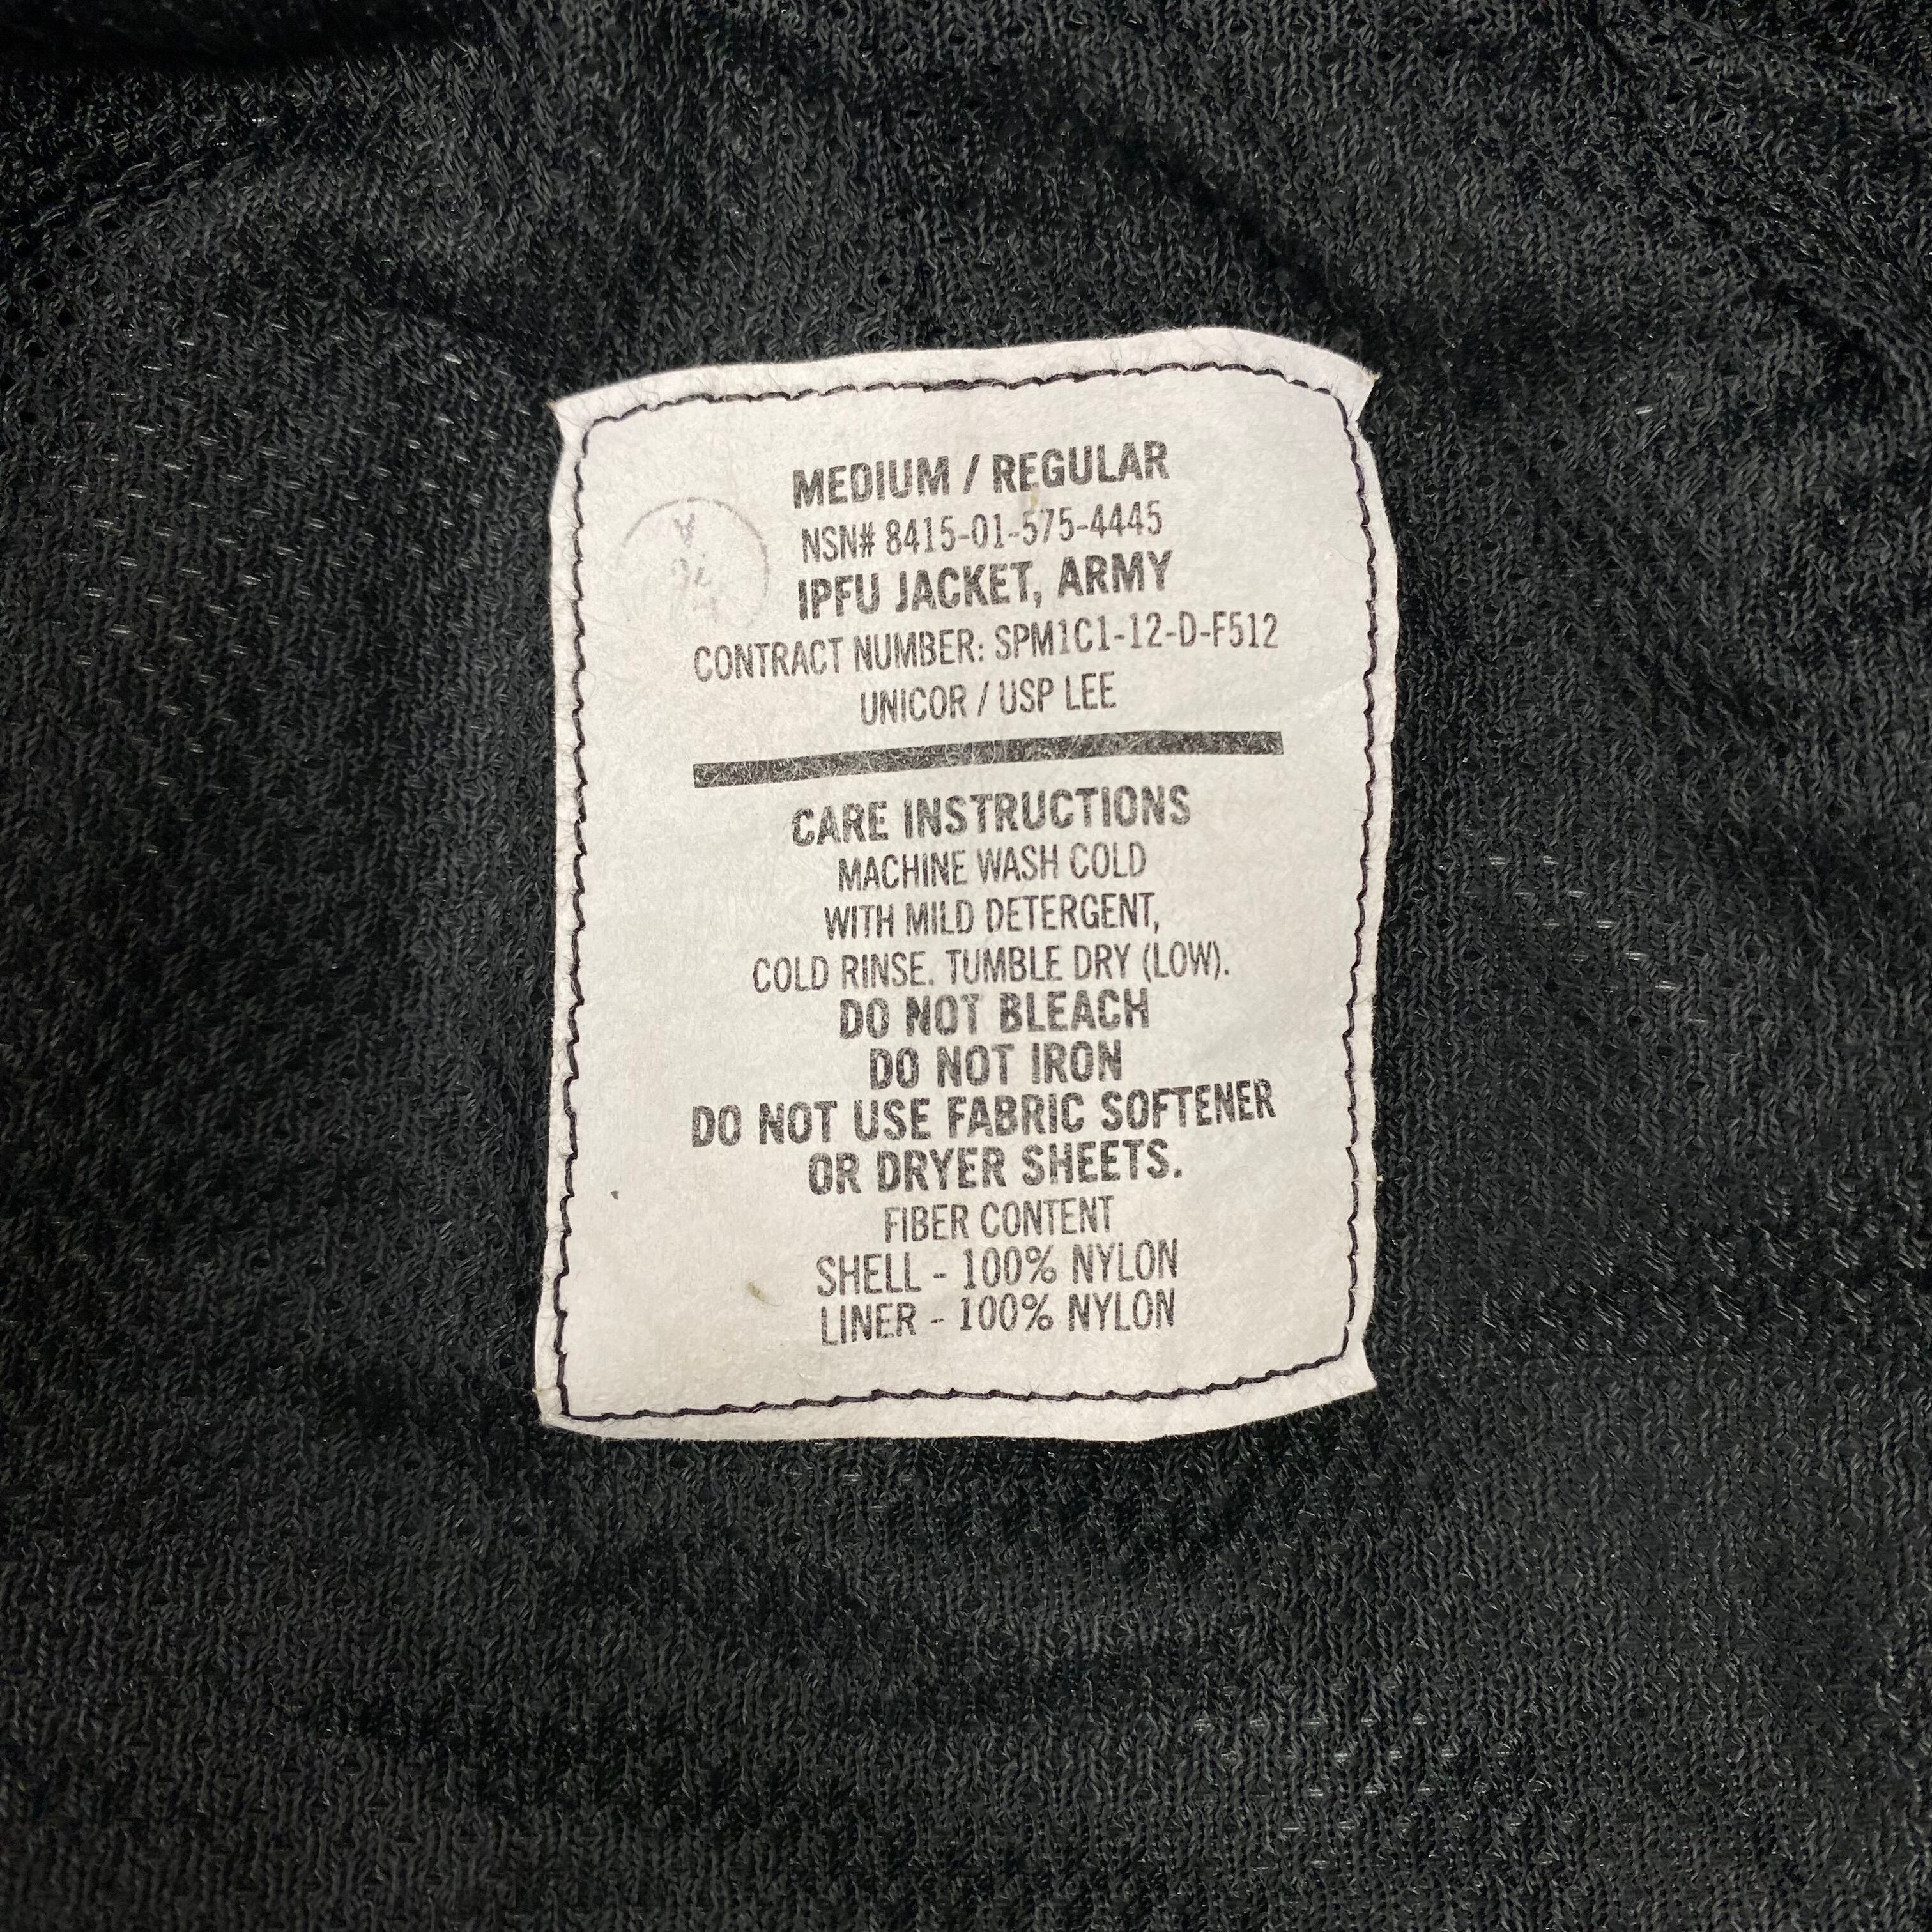 MEDIUM / REGULAR
NSN# 8415-01-575-4445
IPFU JACKET, ARMY
CONTRACT NUMBER: SPM1C1-12-D-F512
UNICOR / USP LEE
CARE INSTRUCTIONS
MACHINE WASH COLD
WITH MILD DETERGENT,
COLD RINSE. TUMBLE DRY (LOW).
DO NOT BLEACH
DO NOT IRON
DO NOT USE FABRIC SOFTENER
OR DRYER SHEETS.
FIBER CONTENT
SHELL - 100% NYLON
LINER - 100% NYLON